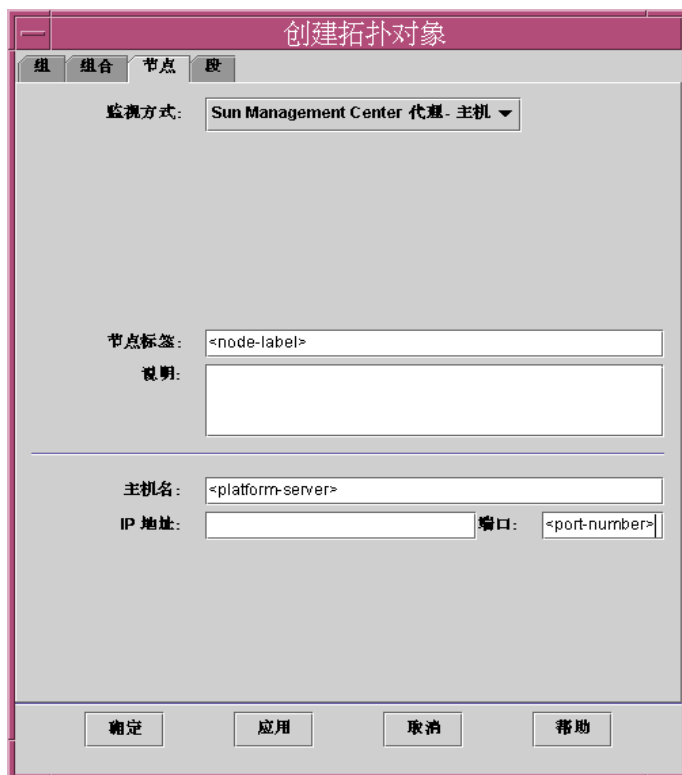 创建拓扑对象
组 组合 节点 段
监视方式: Sun Management Center 代理- 主机
节点标签: <node-label>
说明:
主机名: <platform-server>
IP 地址: 端口: <port-number>
确定 应用 取消 帮助